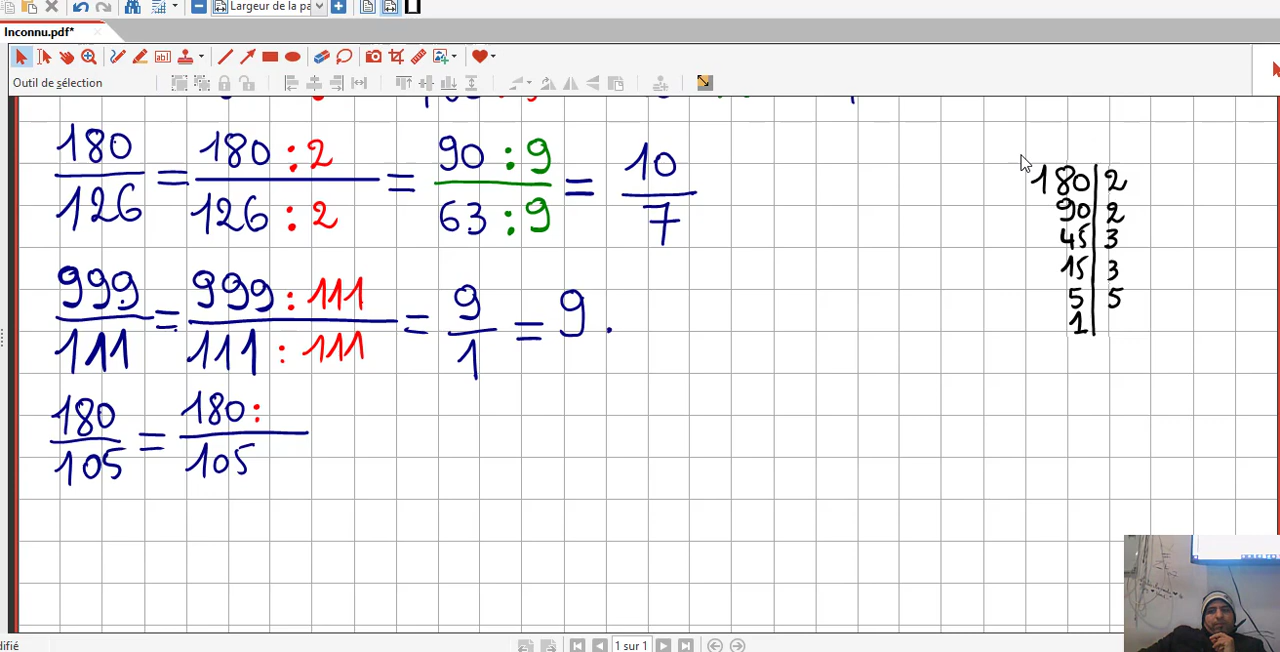 Largeur de la pa
Inconnu.pdf*
Outil de sélection
180/126 = 180 : 2/126 : 2 = 90 : 9/63 : 9 = 10/7
999/111 = 999 : 111/111 : 111 = 9/1 = 9 .
180/105 = 180 :/105
180 | 2
90 | 2
45 | 3
15 | 3
5 | 5
1 |
difié
1 sur 1